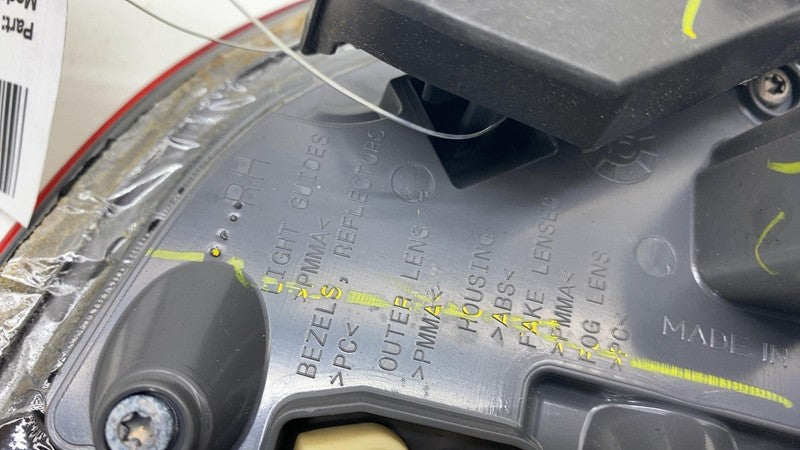 Part:
RH
LIGHT GUIDES
>PMMA<
BEZELS, REFLECTORS
>PC<
OUTER LENS
>PMMA<
HOUSING
>ABS<
FAKE LENSES
>PMMA<
FOG LENS
>PC<
MADE IN